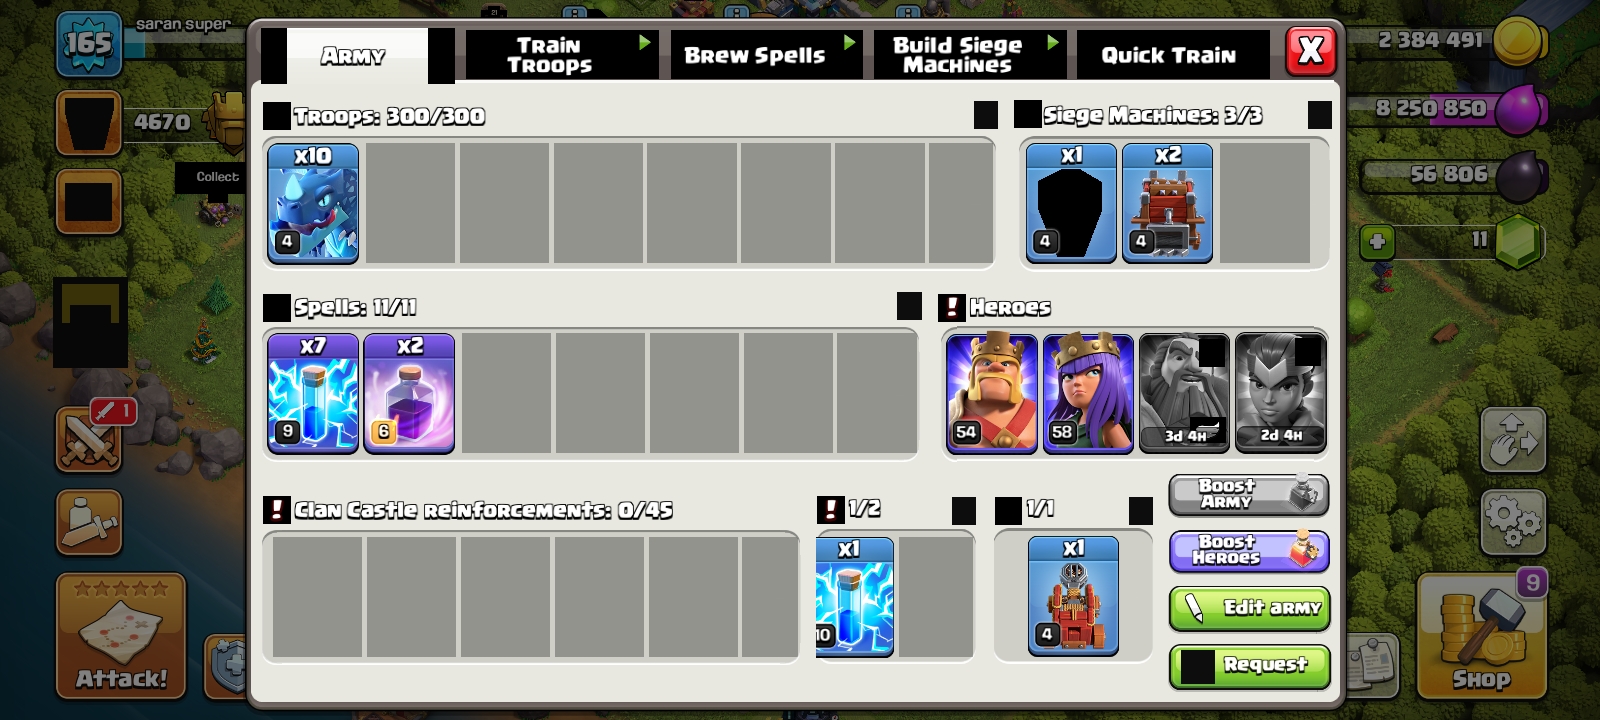 saran super
165
4670
Collect
2 384 491
8 250 850
56 806
11
Army
Train
Troops
Brew Spells
Build Siege
Machines
Quick Train
X
Troops: 300/300
Siege Machines: 3/3
x10
4
x1
4
x2
4
Spells: 11/11
! Heroes
x7
9
x2
6
54
58
3d 4H
2d 4H
1
! Clan Castle reinforcements: 0/45
! 1/2
1/1
x1
10
x1
4
Boost
Army
Boost
Heroes
Edit army
Request
Attack!
9
Shop